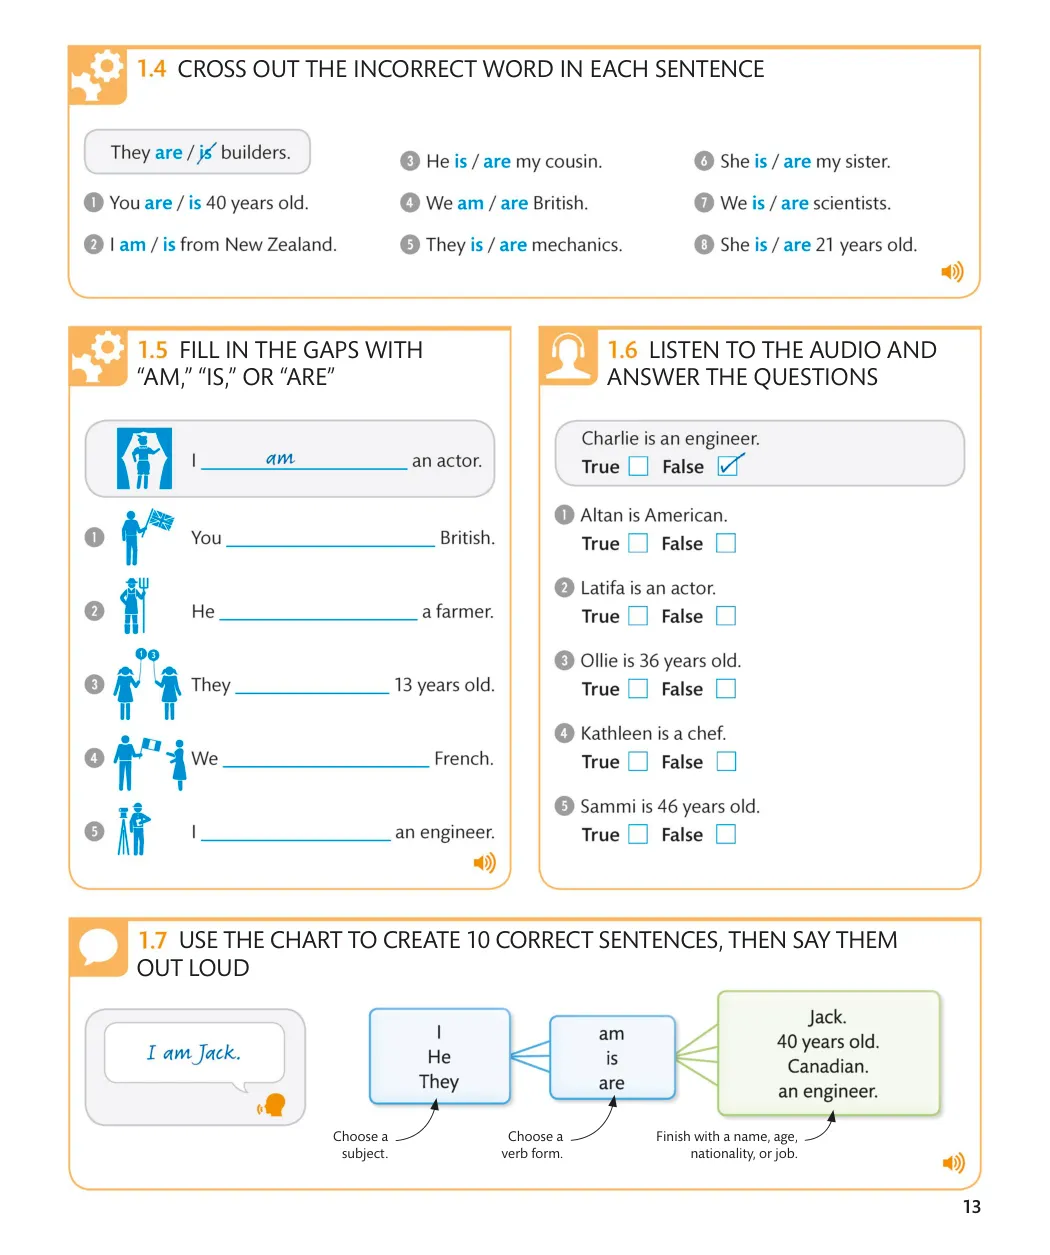 1.4 CROSS OUT THE INCORRECT WORD IN EACH SENTENCE
They are / is builders.
1 You are / is 40 years old.
2 I am / is from New Zealand.
3 He is / are my cousin.
4 We am / are British.
5 They is / are mechanics.
6 She is / are my sister.
7 We is / are scientists.
8 She is / are 21 years old.
1.5 FILL IN THE GAPS WITH
“AM,” “IS,” OR “ARE”
I am an actor.
1 You British.
2 He a farmer.
1 3
3 They 13 years old.
4 We French.
5 I an engineer.
1.6 LISTEN TO THE AUDIO AND
ANSWER THE QUESTIONS
Charlie is an engineer.
True False
1 Altan is American.
True False
2 Latifa is an actor.
True False
3 Ollie is 36 years old.
True False
4 Kathleen is a chef.
True False
5 Sammi is 46 years old.
True False
1.7 USE THE CHART TO CREATE 10 CORRECT SENTENCES, THEN SAY THEM
OUT LOUD
I am Jack.
I
He
They
am
is
are
Jack.
40 years old.
Canadian.
an engineer.
Choose a
subject.
Choose a
verb form.
Finish with a name, age,
nationality, or job.
13